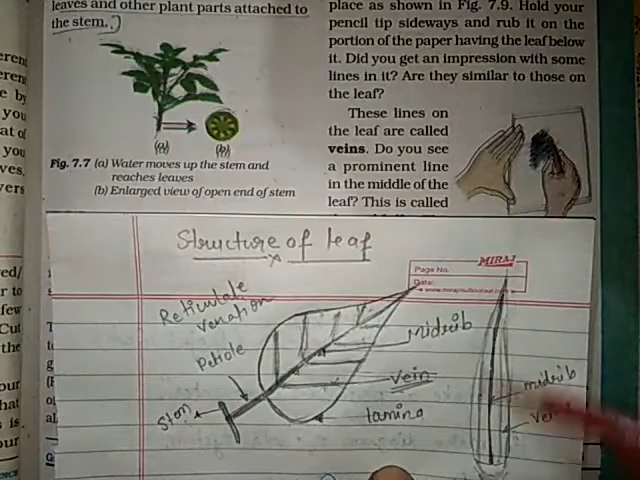 leaves and other plant parts attached to
the stem.
(a) (b)
Fig. 7.7 (a) Water moves up the stem and
reaches leaves
(b) Enlarged view of open end of stem
place as shown in Fig. 7.9. Hold your
pencil tip sideways and rub it on the
portion of the paper having the leaf below
it. Did you get an impression with some
lines in it? Are they similar to those on
the leaf?
These lines on
the leaf are called
veins. Do you see
a prominent line
in the middle of the
leaf? This is called
Structure of leaf
MIRAJ
Page No.
Date:
Reticulate
venation
Petiole
Stem
midrib
vein
lamina
midrib